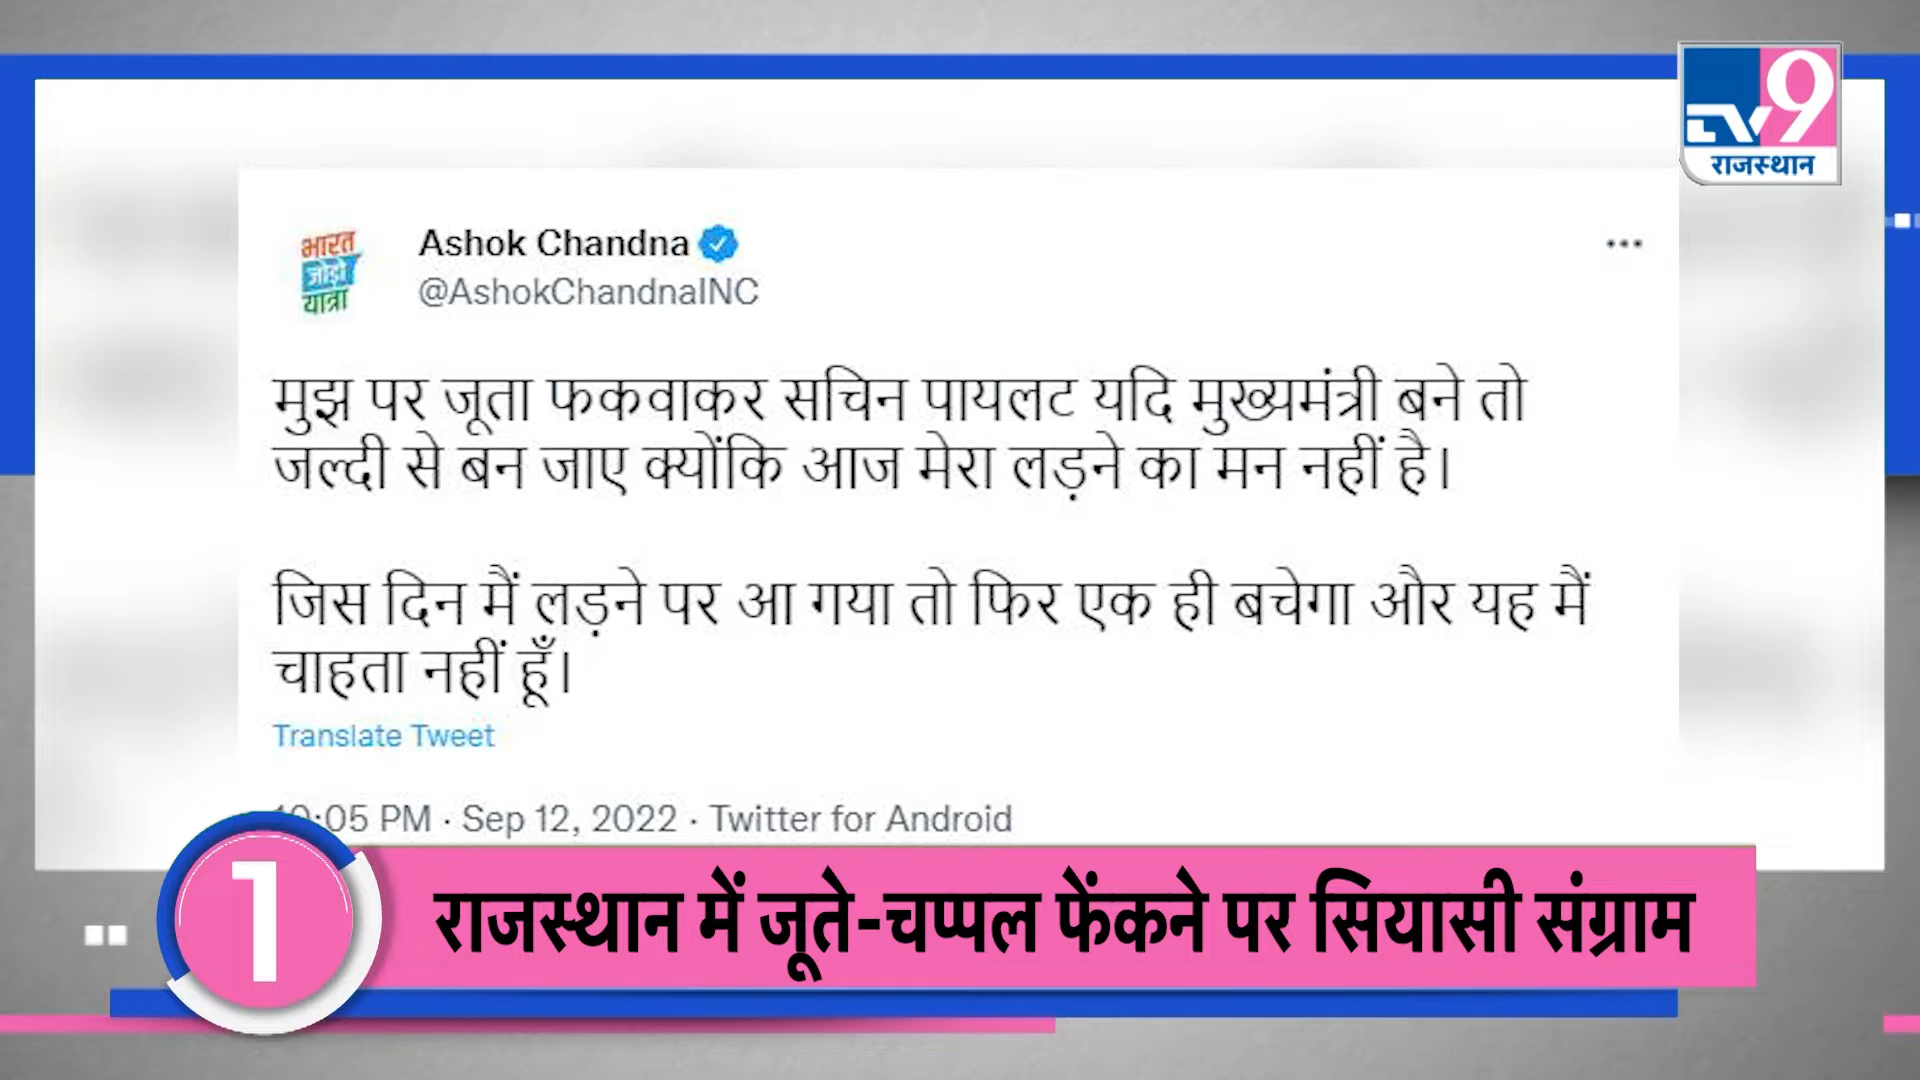 TV9
राजस्थान
भारत
जोड़ो
यात्रा
Ashok Chandna
@AshokChandnaINC
मुझ पर जूता फकवाकर सचिन पायलट यदि मुख्यमंत्री बने तो
जल्दी से बन जाए क्योंकि आज मेरा लड़ने का मन नहीं है।
जिस दिन मैं लड़ने पर आ गया तो फिर एक ही बचेगा और यह मैं
चाहता नहीं हूँ।
Translate Tweet
10:05 PM · Sep 12, 2022 · Twitter for Android
1
राजस्थान में जूते-चप्पल फेंकने पर सियासी संग्राम